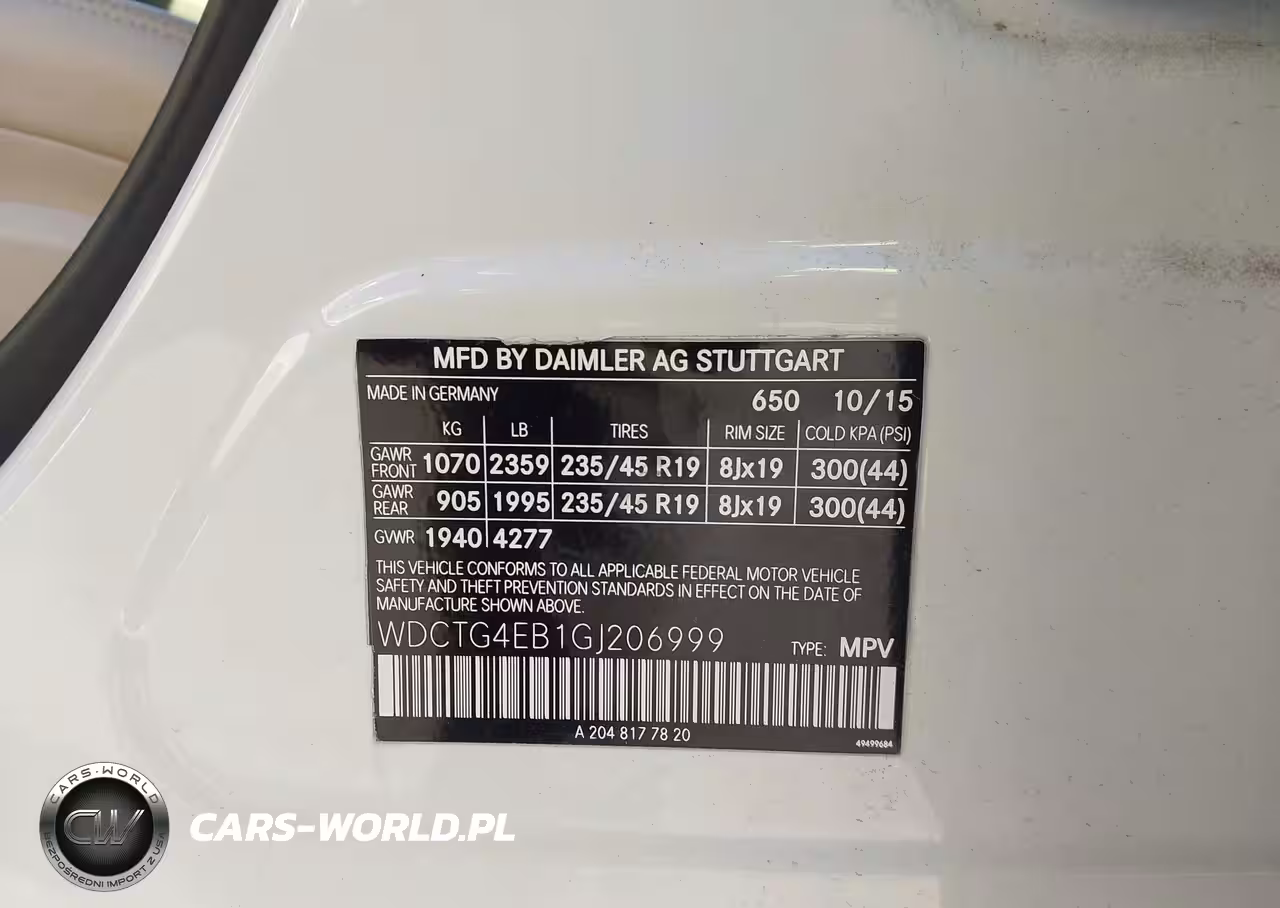 MFD BY DAIMLER AG STUTTGART
MADE IN GERMANY 650 10/15
KG LB TIRES RIM SIZE COLD KPA (PSI)
GAWR FRONT 1070 2359 235/45 R19 8Jx19 300(44)
GAWR REAR 905 1995 235/45 R19 8Jx19 300(44)
GVWR 1940 4277
THIS VEHICLE CONFORMS TO ALL APPLICABLE FEDERAL MOTOR VEHICLE
SAFETY AND THEFT PREVENTION STANDARDS IN EFFECT ON THE DATE OF
MANUFACTURE SHOWN ABOVE.
WDCTG4EB1GJ206999 TYPE: MPV
A 204 817 78 20
49499684
CARS-WORLD
CW
BEZPOŚREDNI IMPORT Z USA
CARS-WORLD.PL